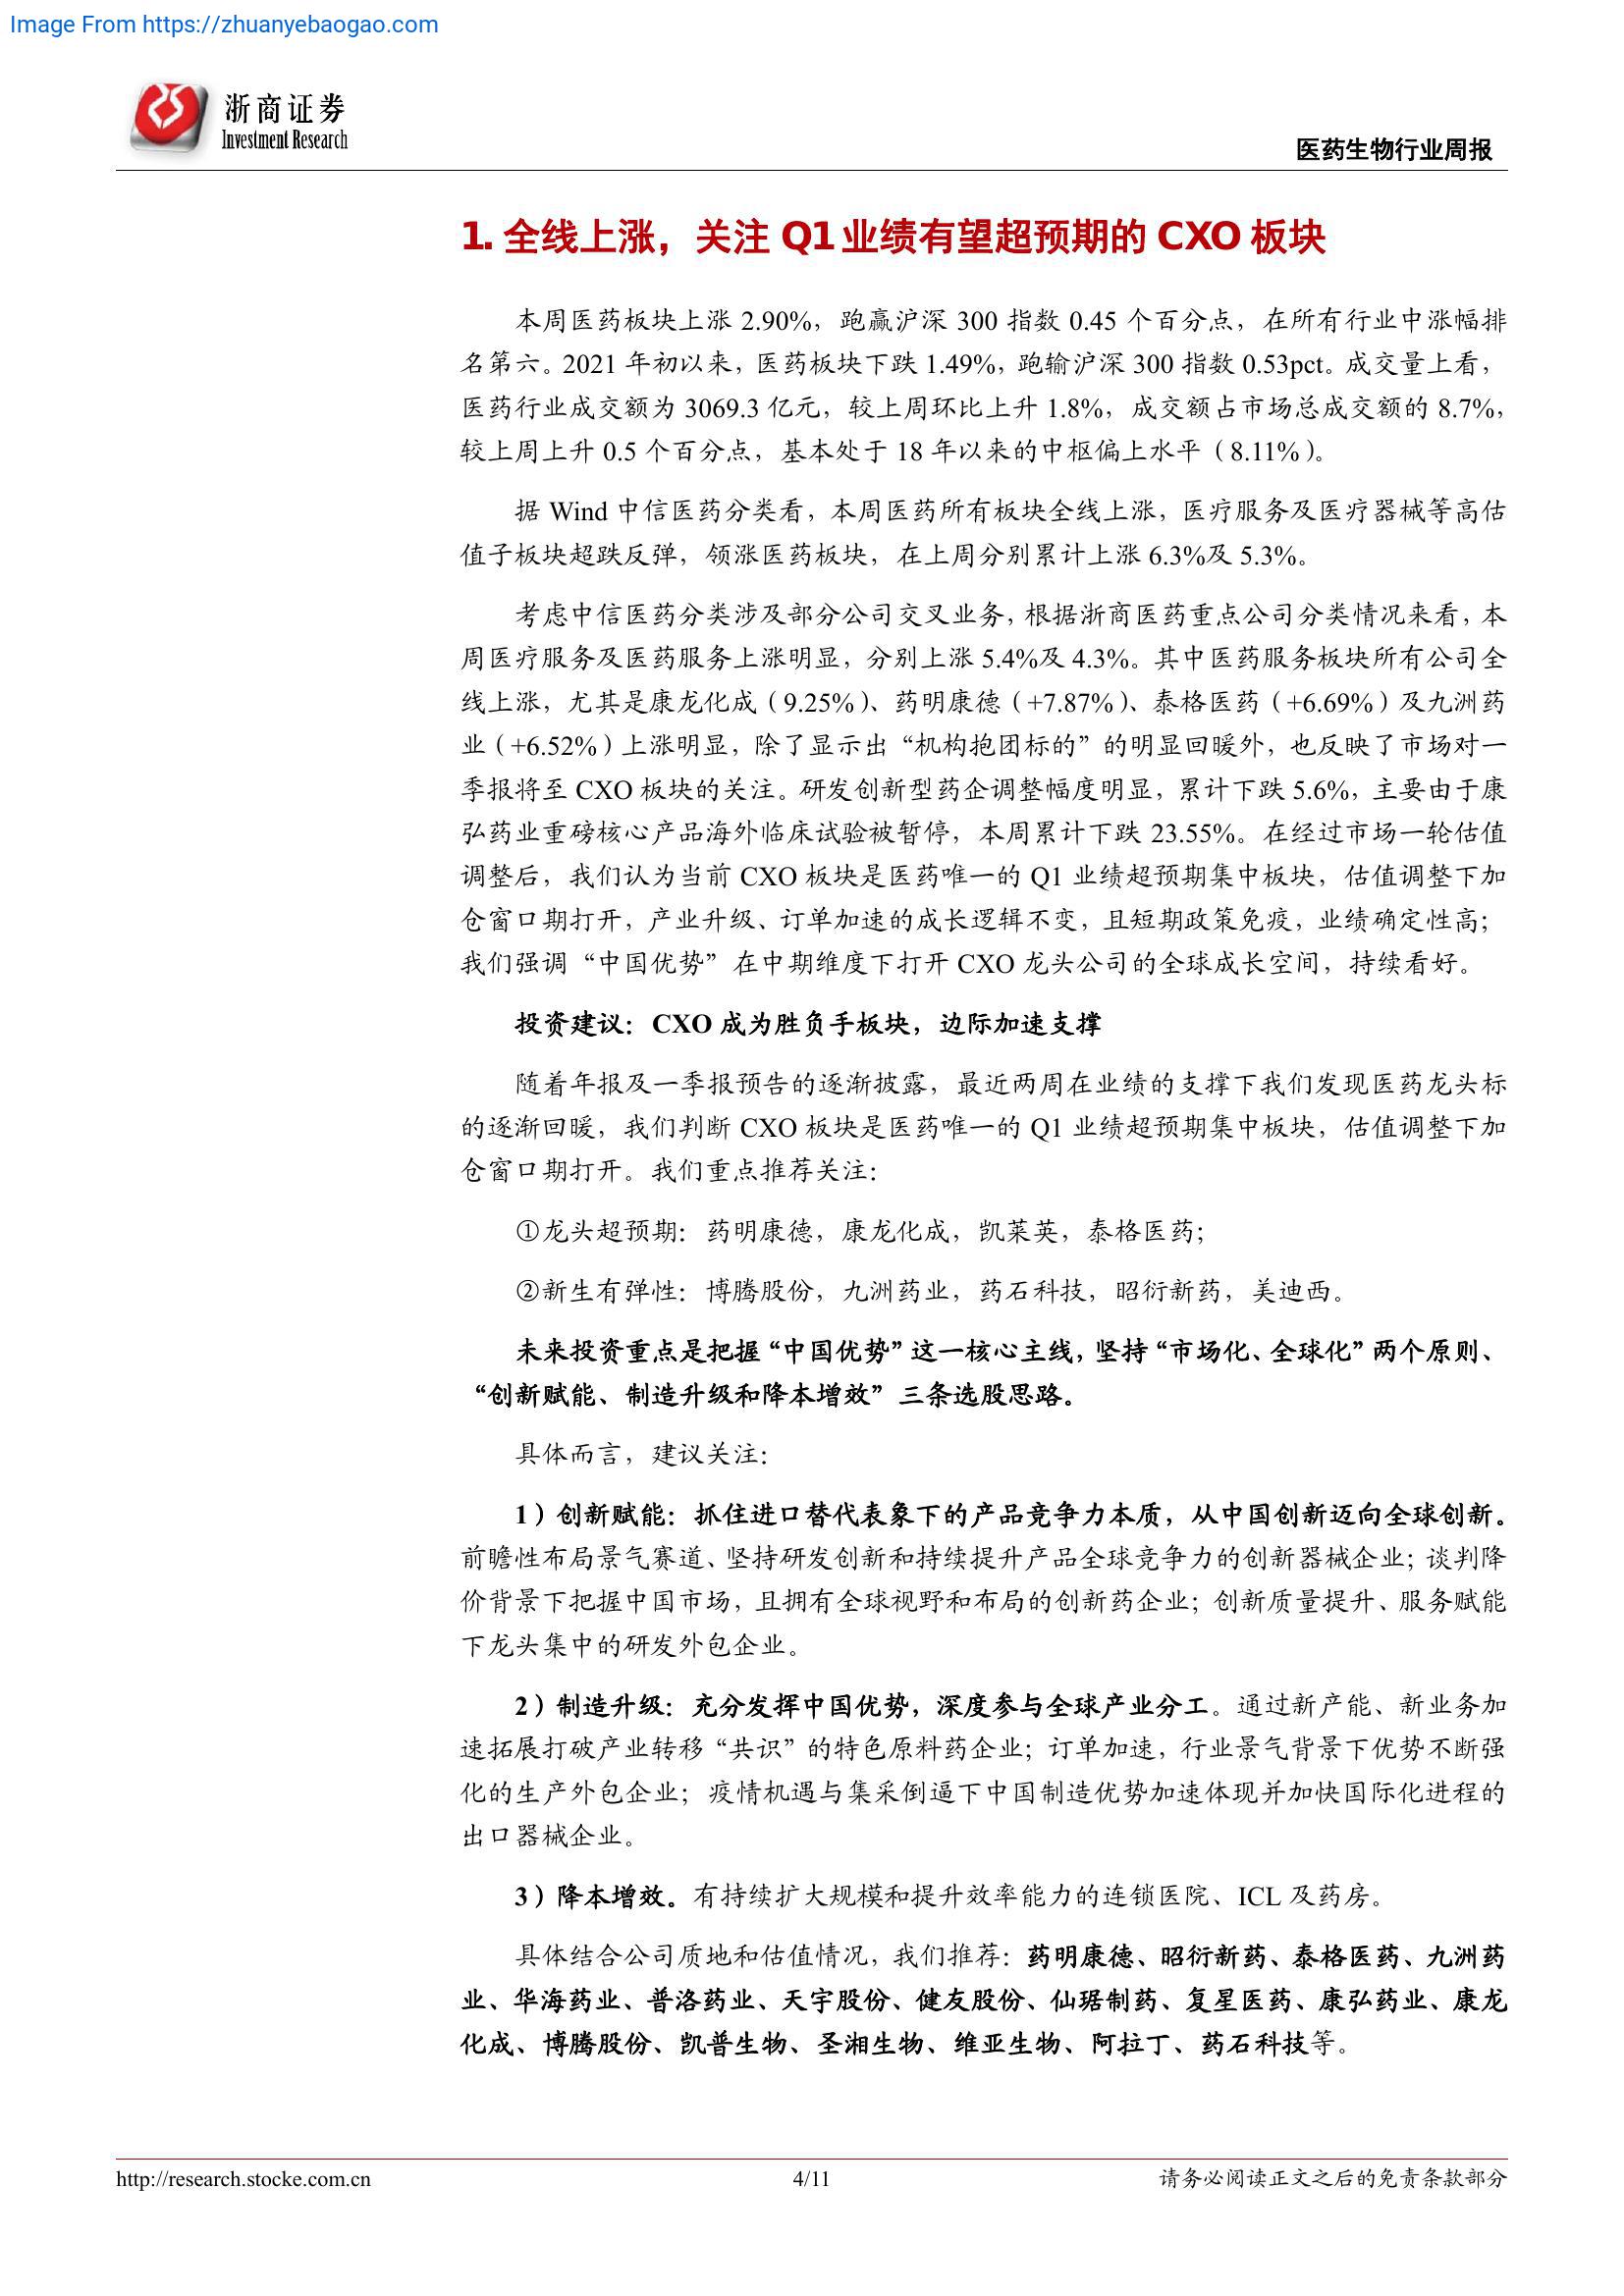 Image From https://zhuanyebaogao.com
浙商证券
Investment Research
医药生物行业周报
1. 全线上涨，关注 Q1 业绩有望超预期的 CXO 板块
本周医药板块上涨 2.90%，跑赢沪深 300 指数 0.45 个百分点，在所有行业中涨幅排
名第六。2021 年初以来，医药板块下跌 1.49%，跑输沪深 300 指数 0.53pct。成交量上看，
医药行业成交额为 3069.3 亿元，较上周环比上升 1.8%，成交额占市场总成交额的 8.7%，
较上周上升 0.5 个百分点，基本处于 18 年以来的中枢偏上水平（8.11%）。
据 Wind 中信医药分类看，本周医药所有板块全线上涨，医疗服务及医疗器械等高估
值子板块超跌反弹，领涨医药板块，在上周分别累计上涨 6.3%及 5.3%。
考虑中信医药分类涉及部分公司交叉业务，根据浙商医药重点公司分类情况来看，本
周医疗服务及医药服务上涨明显，分别上涨 5.4%及 4.3%。其中医药服务板块所有公司全
线上涨，尤其是康龙化成（9.25%）、药明康德（+7.87%）、泰格医药（+6.69%）及九洲药
业（+6.52%）上涨明显，除了显示出“机构抱团标的”的明显回暖外，也反映了市场对一
季报将至 CXO 板块的关注。研发创新型药企调整幅度明显，累计下跌 5.6%，主要由于康
弘药业重磅核心产品海外临床试验被暂停，本周累计下跌 23.55%。在经过市场一轮估值
调整后，我们认为当前 CXO 板块是医药唯一的 Q1 业绩超预期集中板块，估值调整下加
仓窗口期打开，产业升级、订单加速的成长逻辑不变，且短期政策免疫，业绩确定性高；
我们强调“中国优势”在中期维度下打开 CXO 龙头公司的全球成长空间，持续看好。
投资建议：CXO 成为胜负手板块，边际加速支撑
随着年报及一季报预告的逐渐披露，最近两周在业绩的支撑下我们发现医药龙头标
的逐渐回暖，我们判断 CXO 板块是医药唯一的 Q1 业绩超预期集中板块，估值调整下加
仓窗口期打开。我们重点推荐关注：
①龙头超预期：药明康德，康龙化成，凯莱英，泰格医药；
②新生有弹性：博腾股份，九洲药业，药石科技，昭衍新药，美迪西。
未来投资重点是把握“中国优势”这一核心主线，坚持“市场化、全球化”两个原则、
“创新赋能、制造升级和降本增效”三条选股思路。
具体而言，建议关注：
1）创新赋能：抓住进口替代表象下的产品竞争力本质，从中国创新迈向全球创新。
前瞻性布局景气赛道、坚持研发创新和持续提升产品全球竞争力的创新器械企业；谈判降
价背景下把握中国市场，且拥有全球视野和布局的创新药企业；创新质量提升、服务赋能
下龙头集中的研发外包企业。
2）制造升级：充分发挥中国优势，深度参与全球产业分工。通过新产能、新业务加
速拓展打破产业转移“共识”的特色原料药企业；订单加速，行业景气背景下优势不断强
化的生产外包企业；疫情机遇与集采倒逼下中国制造优势加速体现并加快国际化进程的
出口器械企业。
3）降本增效。有持续扩大规模和提升效率能力的连锁医院、ICL 及药房。
具体结合公司质地和估值情况，我们推荐：药明康德、昭衍新药、泰格医药、九洲药
业、华海药业、普洛药业、天宇股份、健友股份、仙琚制药、复星医药、康弘药业、康龙
化成、博腾股份、凯普生物、圣湘生物、维亚生物、阿拉丁、药石科技等。
http://research.stocke.com.cn
4/11
请务必阅读正文之后的免责条款部分